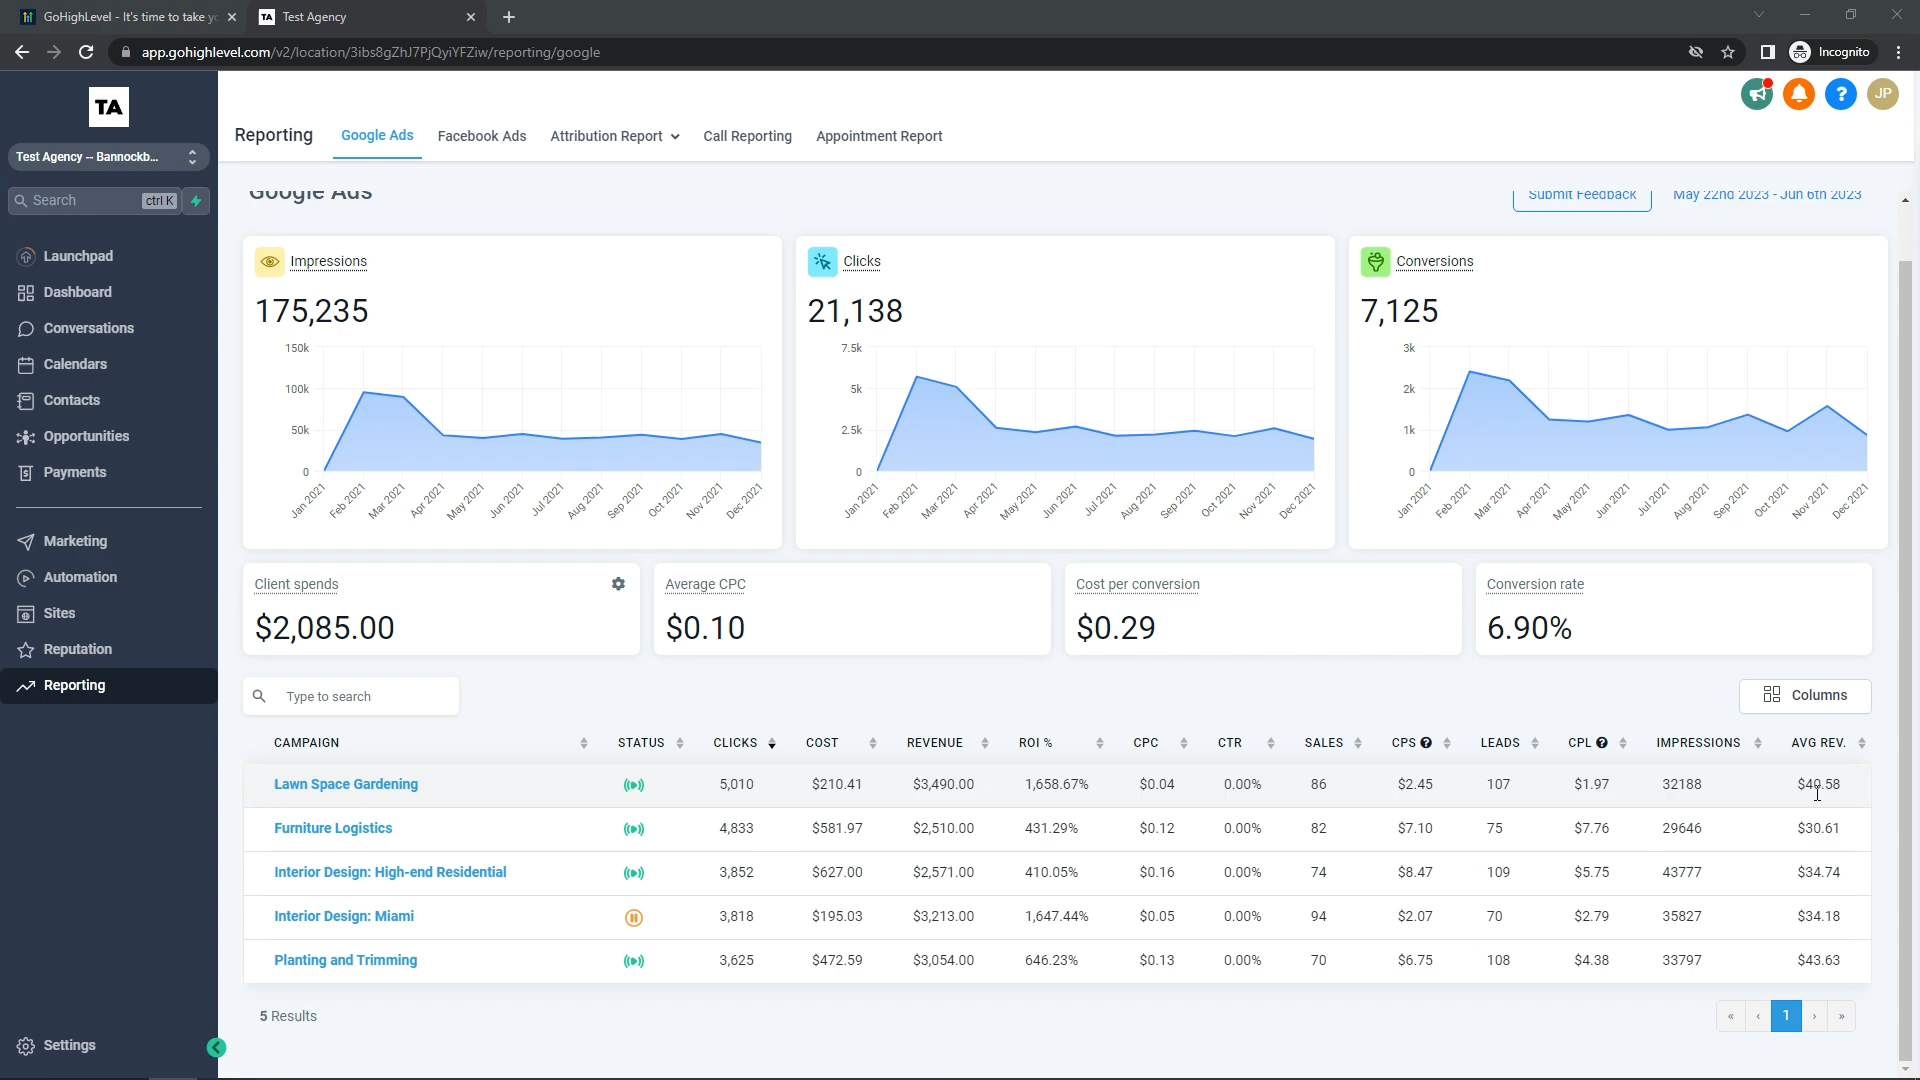 GoHighLevel - It's time to take yo
TA Test Agency
app.gohighlevel.com/v2/location/3ibs8gZhJ7PjQyiYFZiw/reporting/google
Incognito
TA
Test Agency -- Bannockb...
Search ctrl K
Launchpad
Dashboard
Conversations
Calendars
Contacts
Opportunities
Payments
Marketing
Automation
Sites
Reputation
Reporting
Settings
JP
Reporting Google Ads Facebook Ads Attribution Report Call Reporting Appointment Report
Google Ads Submit Feedback May 22nd 2023 - Jun 6th 2023
Impressions
175,235
150k
100k
50k
0
Jan 2021 Feb 2021 Mar 2021 Apr 2021 May 2021 Jun 2021 Jul 2021 Aug 2021 Sep 2021 Oct 2021 Nov 2021 Dec 2021
Clicks
21,138
7.5k
5k
2.5k
0
Jan 2021 Feb 2021 Mar 2021 Apr 2021 May 2021 Jun 2021 Jul 2021 Aug 2021 Sep 2021 Oct 2021 Nov 2021 Dec 2021
Conversions
7,125
3k
2k
1k
0
Jan 2021 Feb 2021 Mar 2021 Apr 2021 May 2021 Jun 2021 Jul 2021 Aug 2021 Sep 2021 Oct 2021 Nov 2021 Dec 2021
Client spends
$2,085.00
Average CPC
$0.10
Cost per conversion
$0.29
Conversion rate
6.90%
Type to search
Columns
CAMPAIGN STATUS CLICKS COST REVENUE ROI % CPC CTR SALES CPS LEADS CPL IMPRESSIONS AVG REV.
Lawn Space Gardening 5,010 $210.41 $3,490.00 1,658.67% $0.04 0.00% 86 $2.45 107 $1.97 32188 $40.58
Furniture Logistics 4,833 $581.97 $2,510.00 431.29% $0.12 0.00% 82 $7.10 75 $7.76 29646 $30.61
Interior Design: High-end Residential 3,852 $627.00 $2,571.00 410.05% $0.16 0.00% 74 $8.47 109 $5.75 43777 $34.74
Interior Design: Miami 3,818 $195.03 $3,213.00 1,647.44% $0.05 0.00% 94 $2.07 70 $2.79 35827 $34.18
Planting and Trimming 3,625 $472.59 $3,054.00 646.23% $0.13 0.00% 70 $6.75 108 $4.38 33797 $43.63
5 Results
« ‹ 1 › »